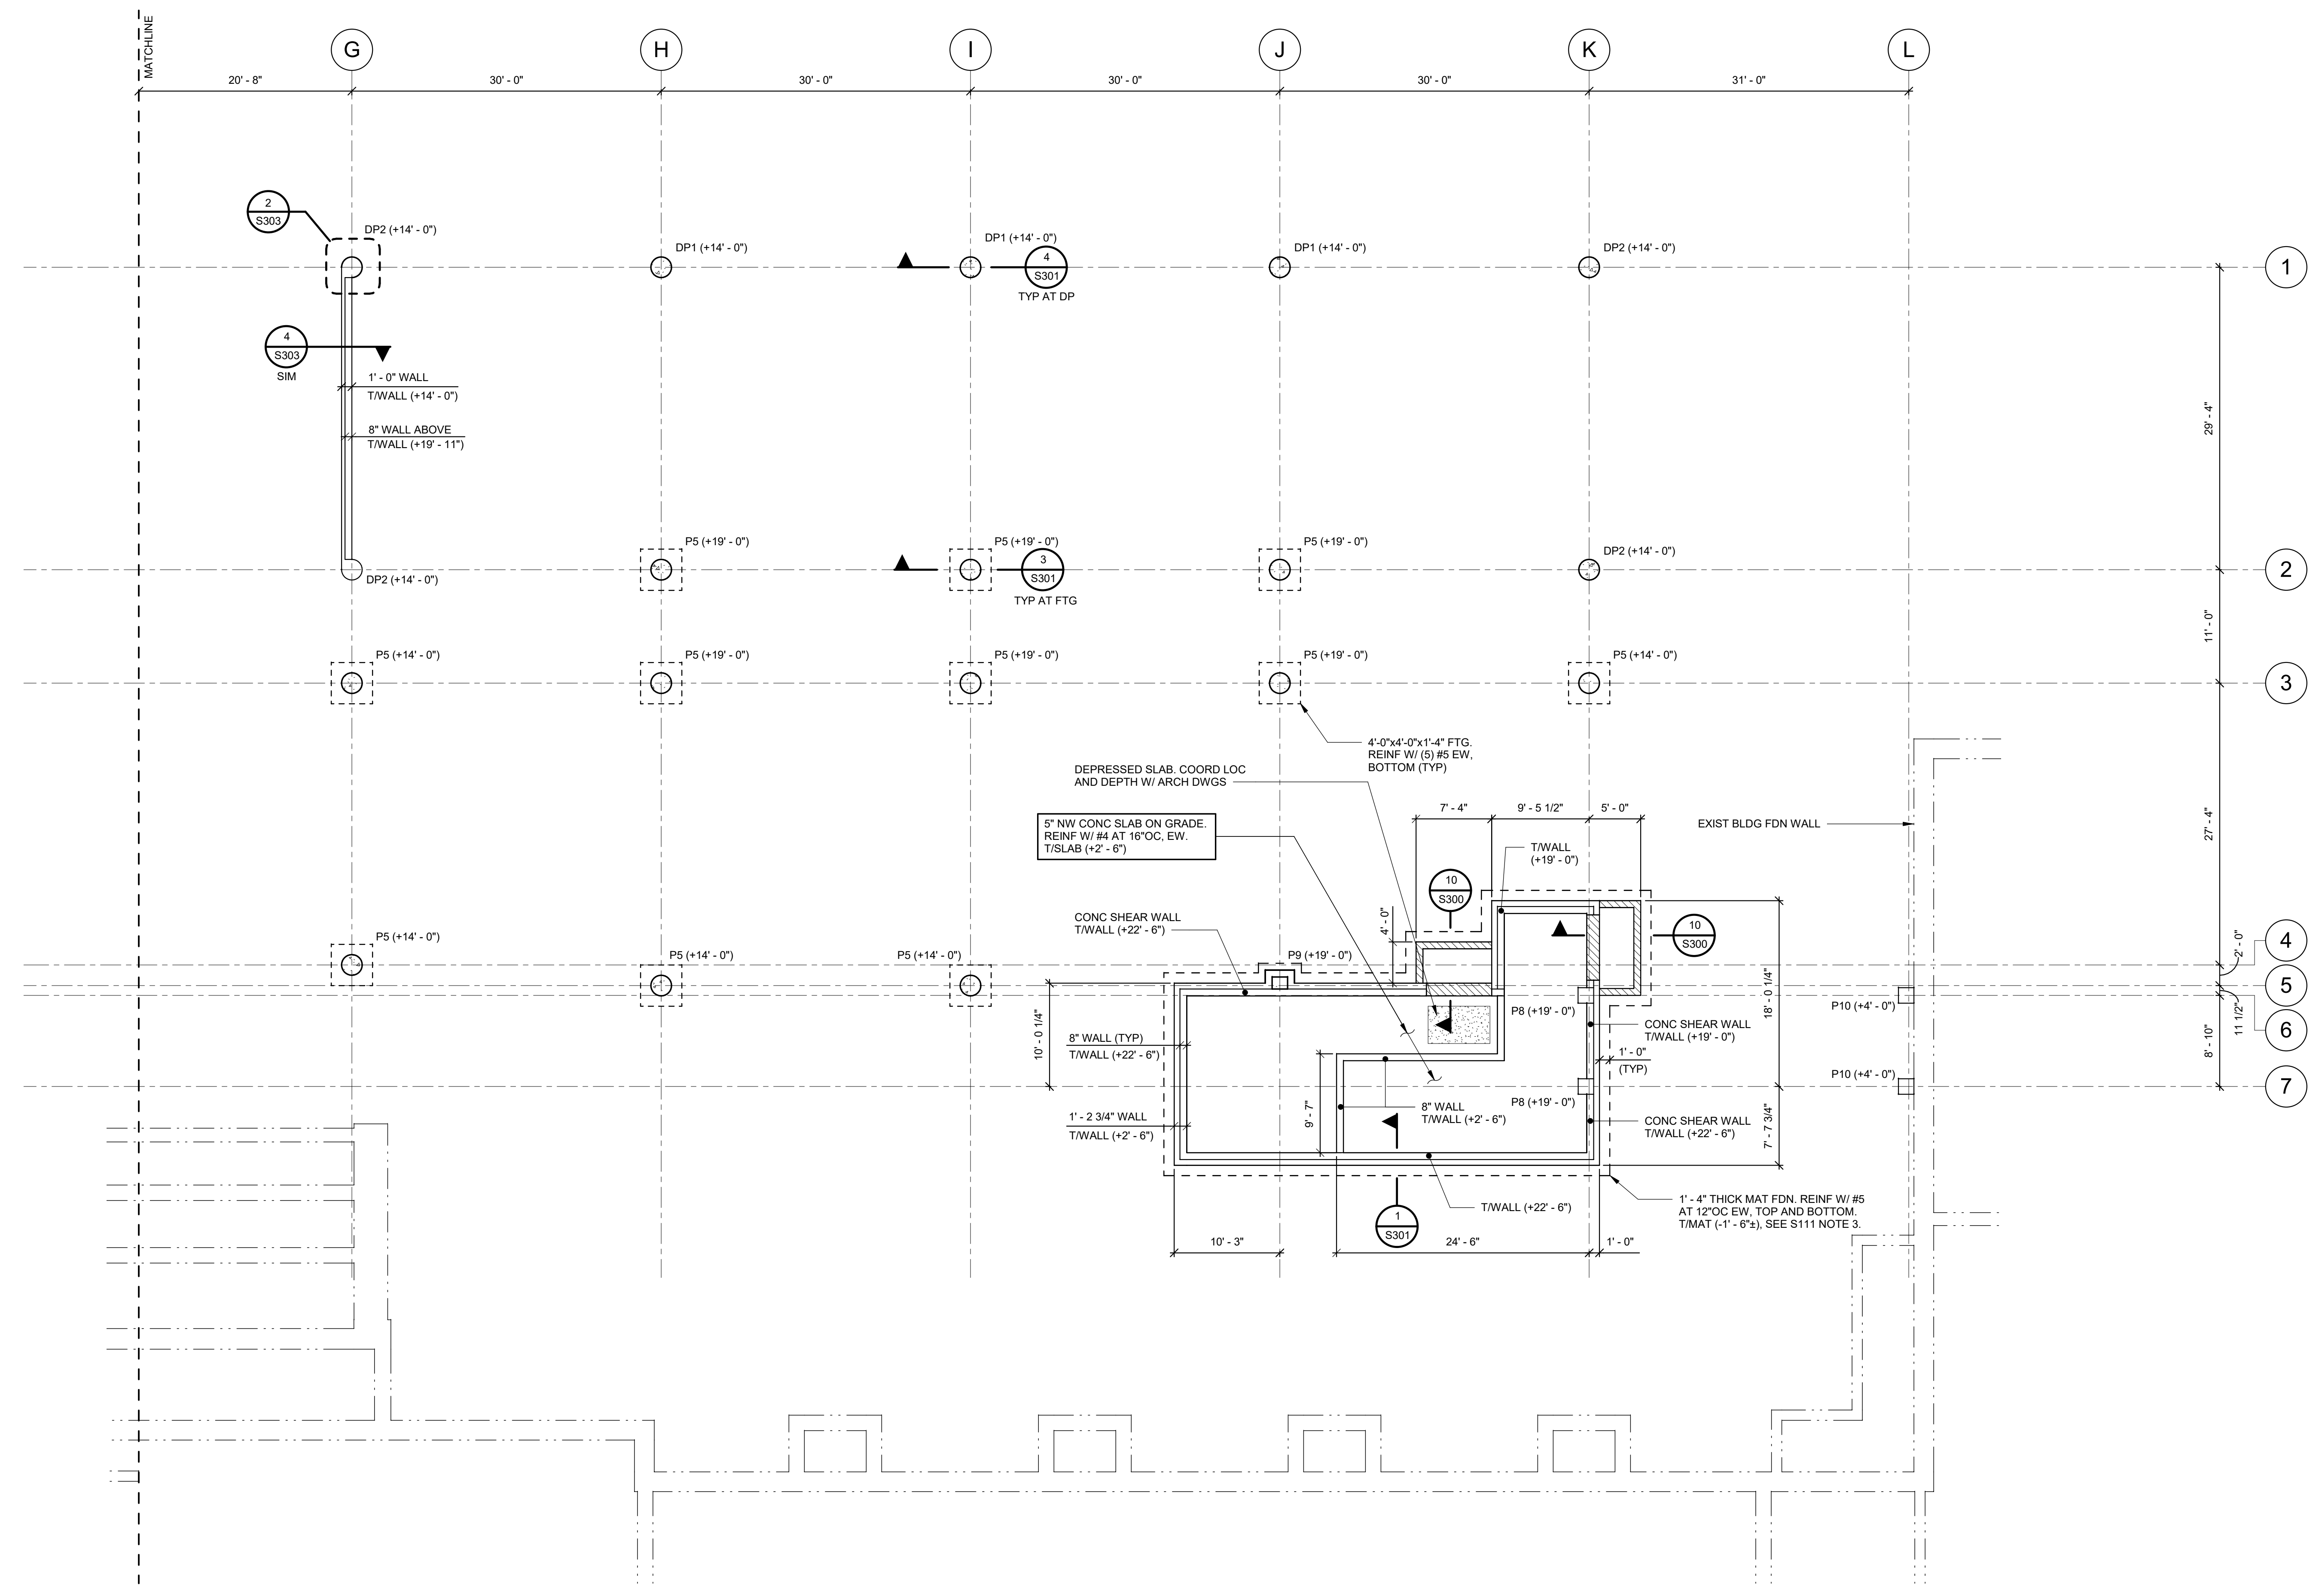 MATCHLINE
G
H
I
J
K
L
20' - 8"
30' - 0"
30' - 0"
30' - 0"
30' - 0"
31' - 0"
2
S303
DP2 (+14' - 0")
DP1 (+14' - 0")
DP1 (+14' - 0")
4
S301
TYP AT DP
DP1 (+14' - 0")
DP2 (+14' - 0")
1
4
S303
SIM
1' - 0" WALL
T/WALL (+14' - 0")
8" WALL ABOVE
T/WALL (+19' - 11")
29' - 4"
DP2 (+14' - 0")
P5 (+19' - 0")
P5 (+19' - 0")
3
S301
TYP AT FTG
P5 (+19' - 0")
DP2 (+14' - 0")
2
11' - 0"
P5 (+14' - 0")
P5 (+19' - 0")
P5 (+19' - 0")
P5 (+19' - 0")
P5 (+14' - 0")
3
4'-0"x4'-0"x1'-4" FTG.
REINF W/ (5) #5 EW,
BOTTOM (TYP)
DEPRESSED SLAB. COORD LOC
AND DEPTH W/ ARCH DWGS
5" NW CONC SLAB ON GRADE.
REINF W/ #4 AT 16"OC, EW.
T/SLAB (+2' - 6")
7' - 4"
9' - 5 1/2"
5' - 0"
EXIST BLDG FDN WALL
27' - 4"
T/WALL
(+19' - 0")
10
S300
4' - 0"
10
S300
CONC SHEAR WALL
T/WALL (+22' - 6")
P5 (+14' - 0")
P5 (+14' - 0")
P5 (+14' - 0")
P9 (+19' - 0")
4
2' - 0"
5
P8 (+19' - 0")
P10 (+4' - 0")
18' - 0 1/4"
11 1/2"
6
CONC SHEAR WALL
T/WALL (+19' - 0")
10' - 0 1/4"
8" WALL (TYP)
T/WALL (+22' - 6")
1' - 0"
(TYP)
8' - 10"
P10 (+4' - 0")
7
1' - 2 3/4" WALL
T/WALL (+2' - 6")
9' - 7"
8" WALL
T/WALL (+2' - 6")
P8 (+19' - 0")
CONC SHEAR WALL
T/WALL (+22' - 6")
7' - 7 3/4"
T/WALL (+22' - 6")
1' - 4" THICK MAT FDN. REINF W/ #5
AT 12"OC EW, TOP AND BOTTOM.
T/MAT (-1' - 6"±), SEE S111 NOTE 3.
1
S301
10' - 3"
24' - 6"
1' - 0"